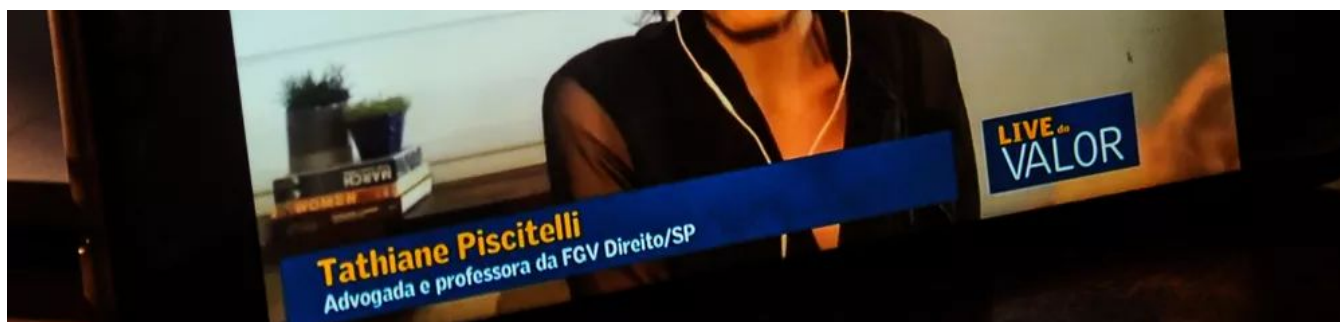 WOMEN
Tathiane Piscitelli
Advogada e professora da FGV Direito/SP
LIVE do
VALOR